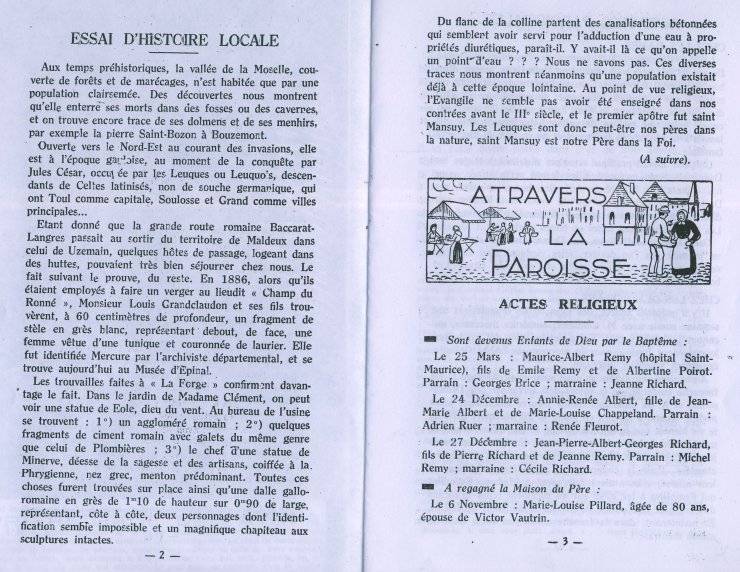 ESSAI D'HISTOIRE LOCALE
Aux temps préhistoriques, la vallée de la Moselle, cou-
verte de forêts et de marécages, n'est habitée que par une
population clairsemée. Des découvertes nous montrent
qu'elle enterre ses morts dans des fosses ou des cavernes,
et on trouve encore trace de ses dolmens et de ses menhirs,
par exemple la pierre Saint-Bozon à Bouzemont.
Ouverte vers le Nord-Est au courant des invasions, elle
est à l'époque gauloise, au moment de la conquête par
Jules César, occupée par les Leuques ou Leuquo's, descen-
dants de Celtes latinisés, non de souche germanique, qui
ont Toul comme capitale, Soulosse et Grand comme villes
principales...
Etant donné que la grande route romaine Baccarat-
Langres passait au sortir du territoire de Maldeux dans
celui de Uzemain, quelques hôtes de passage, logeant dans
des huttes, pouvaient très bien séjourner chez nous. Le
fait suivant le prouve, du reste. En 1886, alors qu'ils
étaient employés à faire un verger au lieudit « Champ du
Ronné », Monsieur Louis Grandclaudon et ses fils trou-
vèrent, à 60 centimètres de profondeur, un fragment de
stèle en grès blanc, représentant debout, de face, une
femme vêtue d'une tunique et couronnée de laurier. Elle
fut identifiée Mercure par l'archiviste départemental, et se
trouve aujourd'hui au Musée d'Epinal.
Les trouvailles faites à « La Forge » confirment davan-
tage le fait. Dans le jardin de Madame Clément, on peut
voir une statue de Eole, dieu du vent. Au bureau de l'usine
se trouvent : 1°) un aggloméré romain ; 2°) quelques
fragments de ciment romain avec galets du même genre
que celui de Plombières ; 3°) le chef d'une statue de
Minerve, déesse de la sagesse et des artisans, coiffée à la
Phrygienne, nez grec, menton prédominant. Toutes ces
choses furent trouvées sur place ainsi qu'une dalle gallo-
romaine en grès de 1m10 de hauteur sur 0m90 de large,
représentant, côte à côte, deux personnages dont l'identi-
fication semble impossible et un magnifique chapiteau aux
sculptures intactes.
— 2 —
Du flanc de la colline partent des canalisations bétonnées
qui semblent avoir servi pour l'adduction d'une eau à pro-
priétés diurétiques, paraît-il. Y avait-il là ce qu'on appelle
un point d'eau ? ? ? Nous ne savons pas. Ces diverses
traces nous montrent néanmoins qu'une population existait
déjà à cette époque lointaine. Au point de vue religieux,
l'Evangile ne semble pas avoir été enseigné dans nos
contrées avant le IIIe siècle, et le premier apôtre fut saint
Mansuy. Les Leuques sont donc peut-être nos pères dans
la nature, saint Mansuy est notre Père dans la Foi.
(A suivre).
A TRAVERS
LA
PAROISSE
ACTES RELIGIEUX
Sont devenus Enfants de Dieu par le Baptême :
Le 25 Mars : Maurice-Albert Remy (hôpital Saint-
Maurice), fils de Emile Remy et de Albertine Poirot.
Parrain : Georges Brice ; marraine : Jeanne Richard.
Le 24 Décembre : Annie-Renée Albert, fille de Jean-
Marie Albert et de Marie-Louise Chappeland. Parrain :
Adrien Ruer ; marraine : Renée Fleurot.
Le 27 Décembre : Jean-Pierre-Albert-Georges Richard,
fils de Pierre Richard et de Jeanne Remy. Parrain : Michel
Remy ; marraine : Cécile Richard.
A regagné la Maison du Père :
Le 6 Novembre : Marie-Louise Pillard, âgée de 80 ans,
épouse de Victor Vautrin.
— 3 —